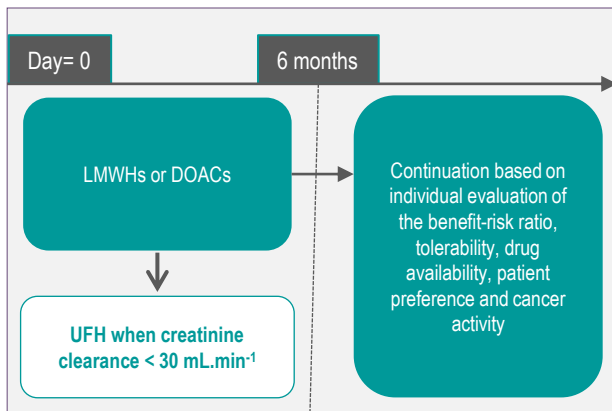 Day= 0
6 months
LMWHs or DOACs
Continuation based on
individual evaluation of
the benefit-risk ratio,
tolerability, drug
availability, patient
preference and cancer
activity
UFH when creatinine
clearance < 30 mL.min⁻¹